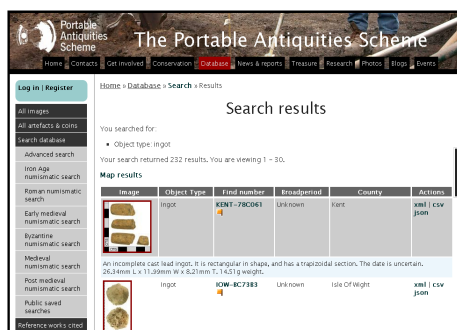 Portable
Antiquities
Scheme
The Portable Antiquities Scheme
Home Contacts Get involved Conservation Database News & reports Treasure Research Photos Blogs Events
Log in | Register
All images
All artefacts & coins
Search database
Advanced search
Iron Age
numismatic search
Roman numismatic
search
Early medieval
numismatic search
Byzantine
numismatic search
Medieval
numismatic search
Post medieval
numismatic search
Public saved
searches
Reference works cited
Home » Database » Search » Results
Search results
You searched for:
Object type: ingot
Your search returned 232 results. You are viewing 1 - 30.
Map results
Image Object Type Find number Broadperiod County Actions
Ingot KENT-78C061 Unknown Kent xml | csv
json
An incomplete cast lead ingot. It is rectangular in shape, and has a trapizoidal section. The date is uncertain.
26.34mm L x 11.99mm W x 8.21mm T. 14.51g weight.
Ingot IOW-BC73B3 Unknown Isle Of Wight xml | csv
json